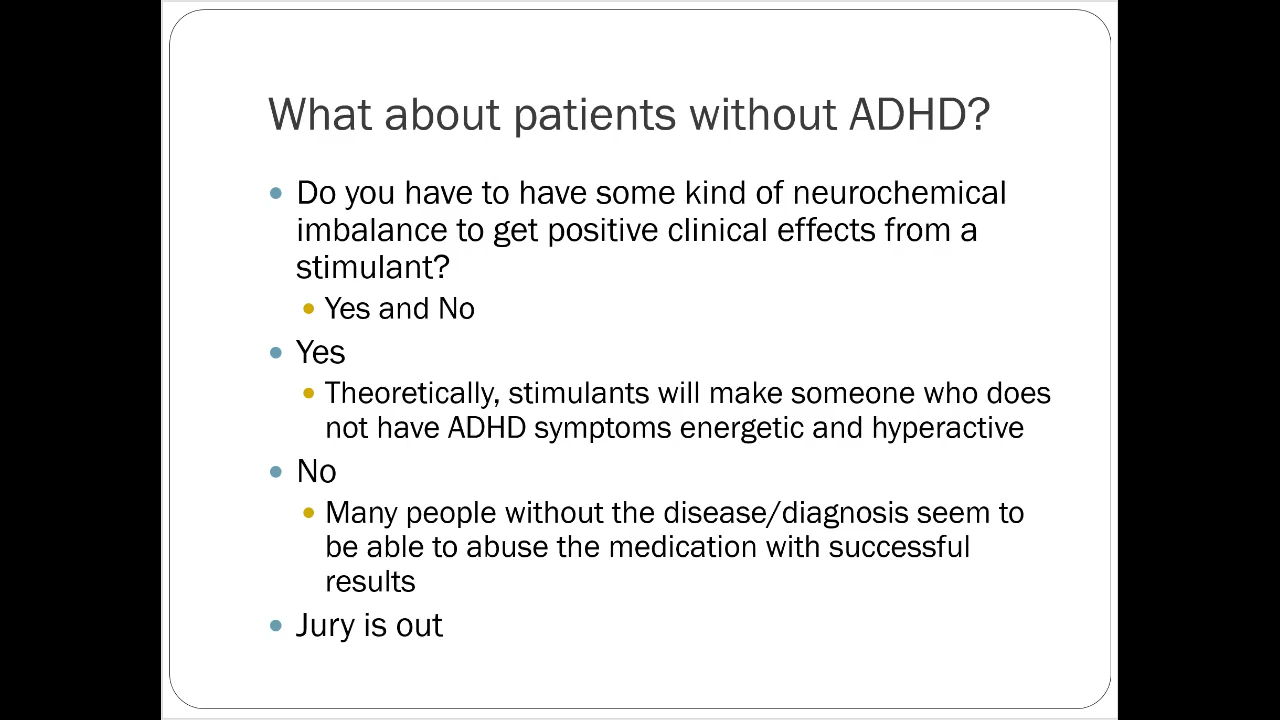 What about patients without ADHD?
Do you have to have some kind of neurochemical
imbalance to get positive clinical effects from a
stimulant?
Yes and No
Yes
Theoretically, stimulants will make someone who does
not have ADHD symptoms energetic and hyperactive
No
Many people without the disease/diagnosis seem to
be able to abuse the medication with successful
results
Jury is out